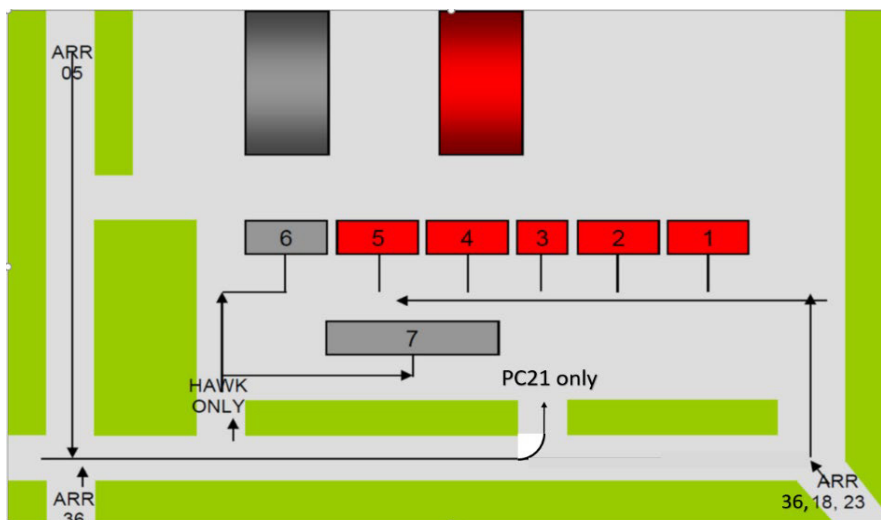 ARR
05
6
5
4
3
2
1
7
HAWK
ONLY
PC21 only
ARR
36
ARR
36, 18, 23